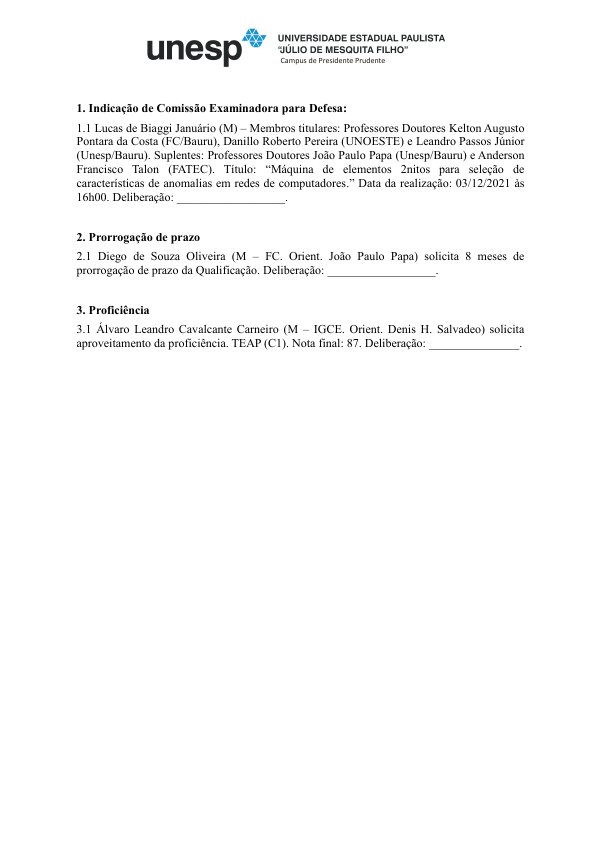 unesp
UNIVERSIDADE ESTADUAL PAULISTA
"JÚLIO DE MESQUITA FILHO"
Campus de Presidente Prudente
1. Indicação de Comissão Examinadora para Defesa:
1.1 Lucas de Biaggi Januário (M) – Membros titulares: Professores Doutores Kelton Augusto
Pontara da Costa (FC/Bauru), Danillo Roberto Pereira (UNOESTE) e Leandro Passos Júnior
(Unesp/Bauru). Suplentes: Professores Doutores João Paulo Papa (Unesp/Bauru) e Anderson
Francisco Talon (FATEC). Título: “Máquina de elementos 2nitos para seleção de
características de anomalias em redes de computadores.” Data da realização: 03/12/2021 às
16h00. Deliberação: __________________.
2. Prorrogação de prazo
2.1 Diego de Souza Oliveira (M – FC. Orient. João Paulo Papa) solicita 8 meses de
prorrogação de prazo da Qualificação. Deliberação: __________________.
3. Proficiência
3.1 Álvaro Leandro Cavalcante Carneiro (M – IGCE. Orient. Denis H. Salvadeo) solicita
aproveitamento da proficiência. TEAP (C1). Nota final: 87. Deliberação: _______________.